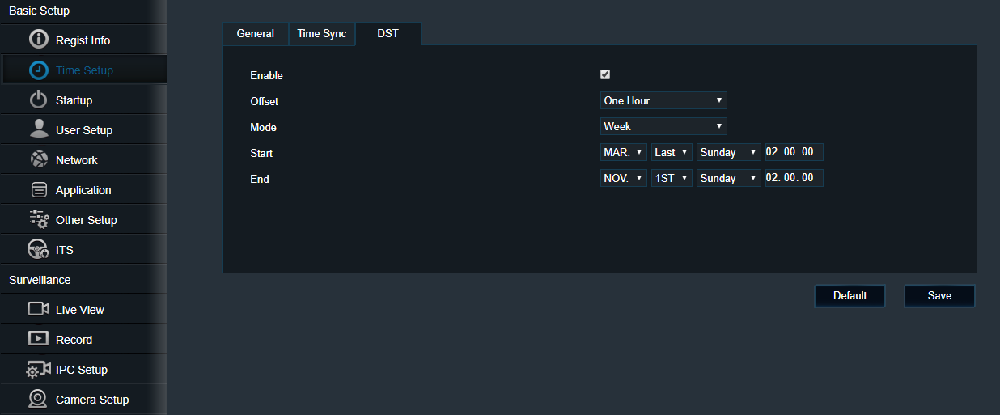 Basic Setup
Regist Info
Time Setup
Startup
User Setup
Network
Application
Other Setup
ITS
Surveillance
Live View
Record
IPC Setup
Camera Setup
General Time Sync DST
Enable
Offset One Hour
Mode Week
Start MAR. Last Sunday 02: 00: 00
End NOV. 1ST Sunday 02: 00: 00
Default Save